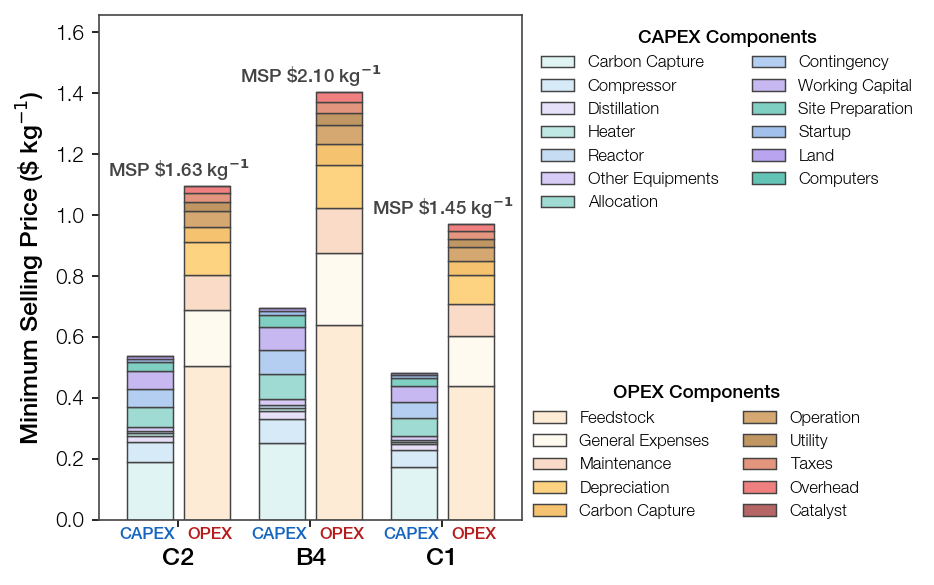 Minimum Selling Price ($ kg⁻¹)
1.6
1.4
1.2
1.0
0.8
0.6
0.4
0.2
0.0
MSP $1.63 kg⁻¹
MSP $2.10 kg⁻¹
MSP $1.45 kg⁻¹
CAPEX OPEX CAPEX OPEX CAPEX OPEX
C2 B4 C1
CAPEX Components
Carbon Capture Contingency
Compressor Working Capital
Distillation Site Preparation
Heater Startup
Reactor Land
Other Equipments Computers
Allocation
OPEX Components
Feedstock Operation
General Expenses Utility
Maintenance Taxes
Depreciation Overhead
Carbon Capture Catalyst